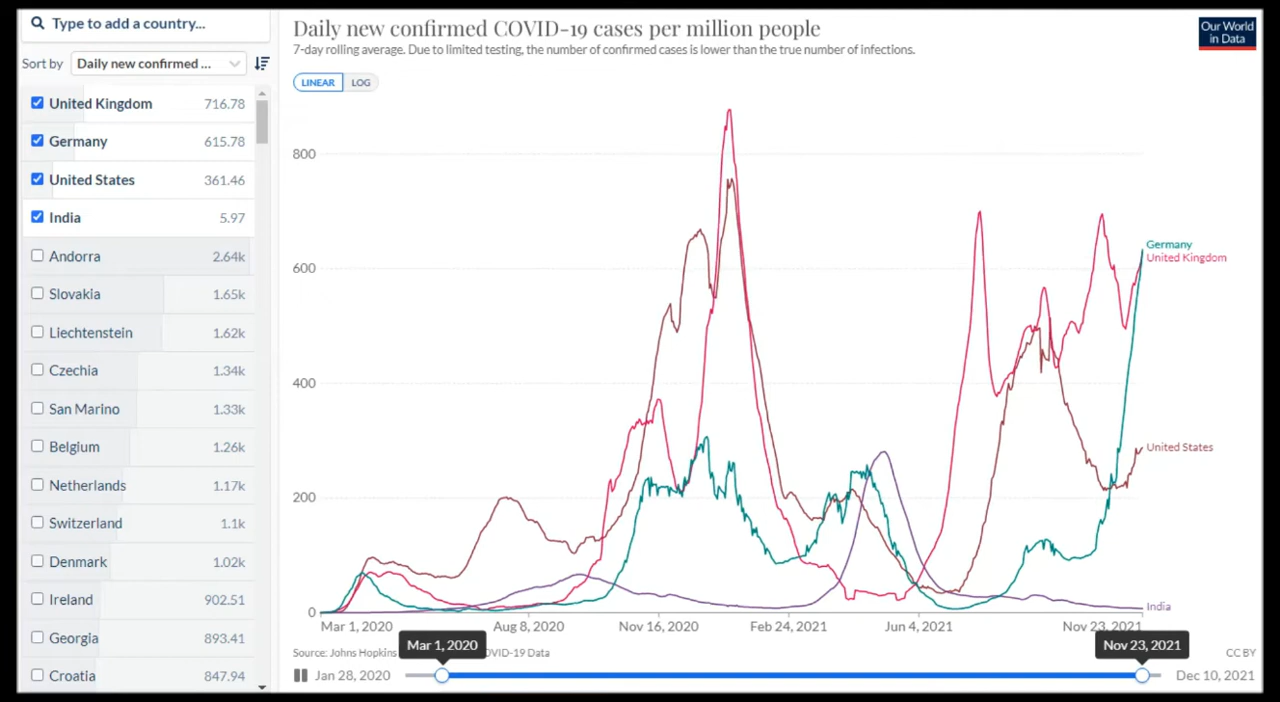 Type to add a country...
Sort by Daily new confirmed ...
United Kingdom 716.78
Germany 615.78
United States 361.46
India 5.97
Andorra 2.64k
Slovakia 1.65k
Liechtenstein 1.62k
Czechia 1.34k
San Marino 1.33k
Belgium 1.26k
Netherlands 1.17k
Switzerland 1.1k
Denmark 1.02k
Ireland 902.51
Georgia 893.41
Croatia 847.94
Daily new confirmed COVID-19 cases per million people
7-day rolling average. Due to limited testing, the number of confirmed cases is lower than the true number of infections.
Our World
in Data
LINEAR LOG
800
600
400
200
0
Germany
United Kingdom
United States
India
Mar 1, 2020 Aug 8, 2020 Nov 16, 2020 Feb 24, 2021 Jun 4, 2021 Nov 23, 2021
Mar 1, 2020 Nov 23, 2021
Source: Johns Hopkins OVID-19 Data CC BY
Jan 28, 2020 Dec 10, 2021